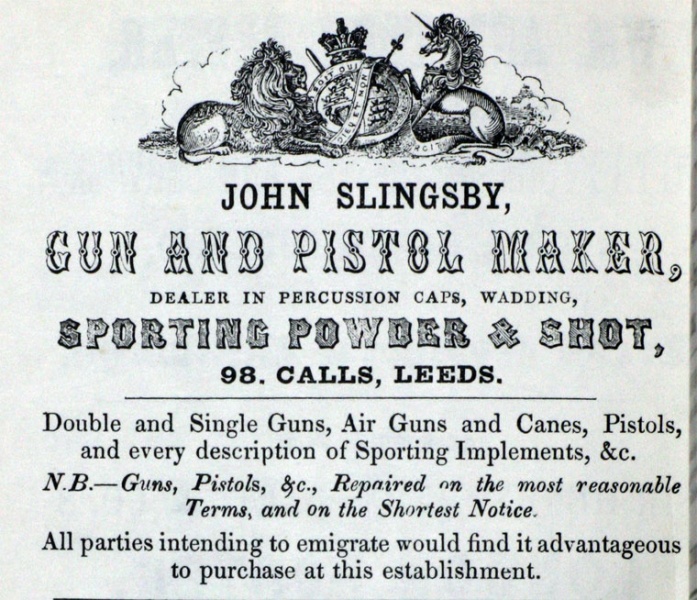 JOHN SLINGSBY,
GUN AND PISTOL MAKER,
DEALER IN PERCUSSION CAPS, WADDING,
SPORTING POWDER & SHOT,
98. CALLS, LEEDS.
Double and Single Guns, Air Guns and Canes, Pistols,
and every description of Sporting Implements, &c.
N.B.—Guns, Pistols, &c., Repaired on the most reasonable
Terms, and on the Shortest Notice.
All parties intending to emigrate would find it advantageous
to purchase at this establishment.